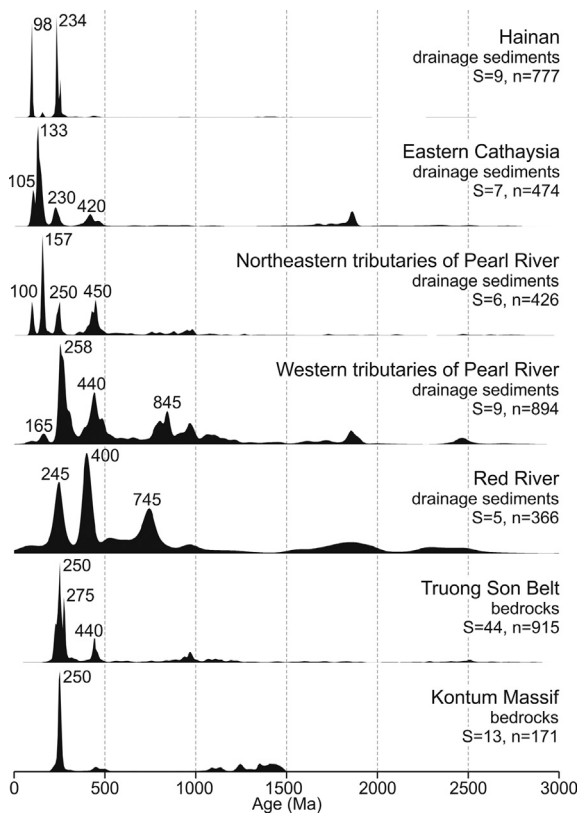 98 234
Hainan
drainage sediments
S=9, n=777
133
Eastern Cathaysia
drainage sediments
S=7, n=474
105
230
420
157
Northeastern tributaries of Pearl River
drainage sediments
S=6, n=426
100 250 450
258
Western tributaries of Pearl River
drainage sediments
S=9, n=894
440
845
165
400
Red River
drainage sediments
S=5, n=366
245
745
250
Truong Son Belt
bedrocks
S=44, n=915
275
440
250
Kontum Massif
bedrocks
S=13, n=171
0 500 1000 1500 2000 2500 3000
Age (Ma)